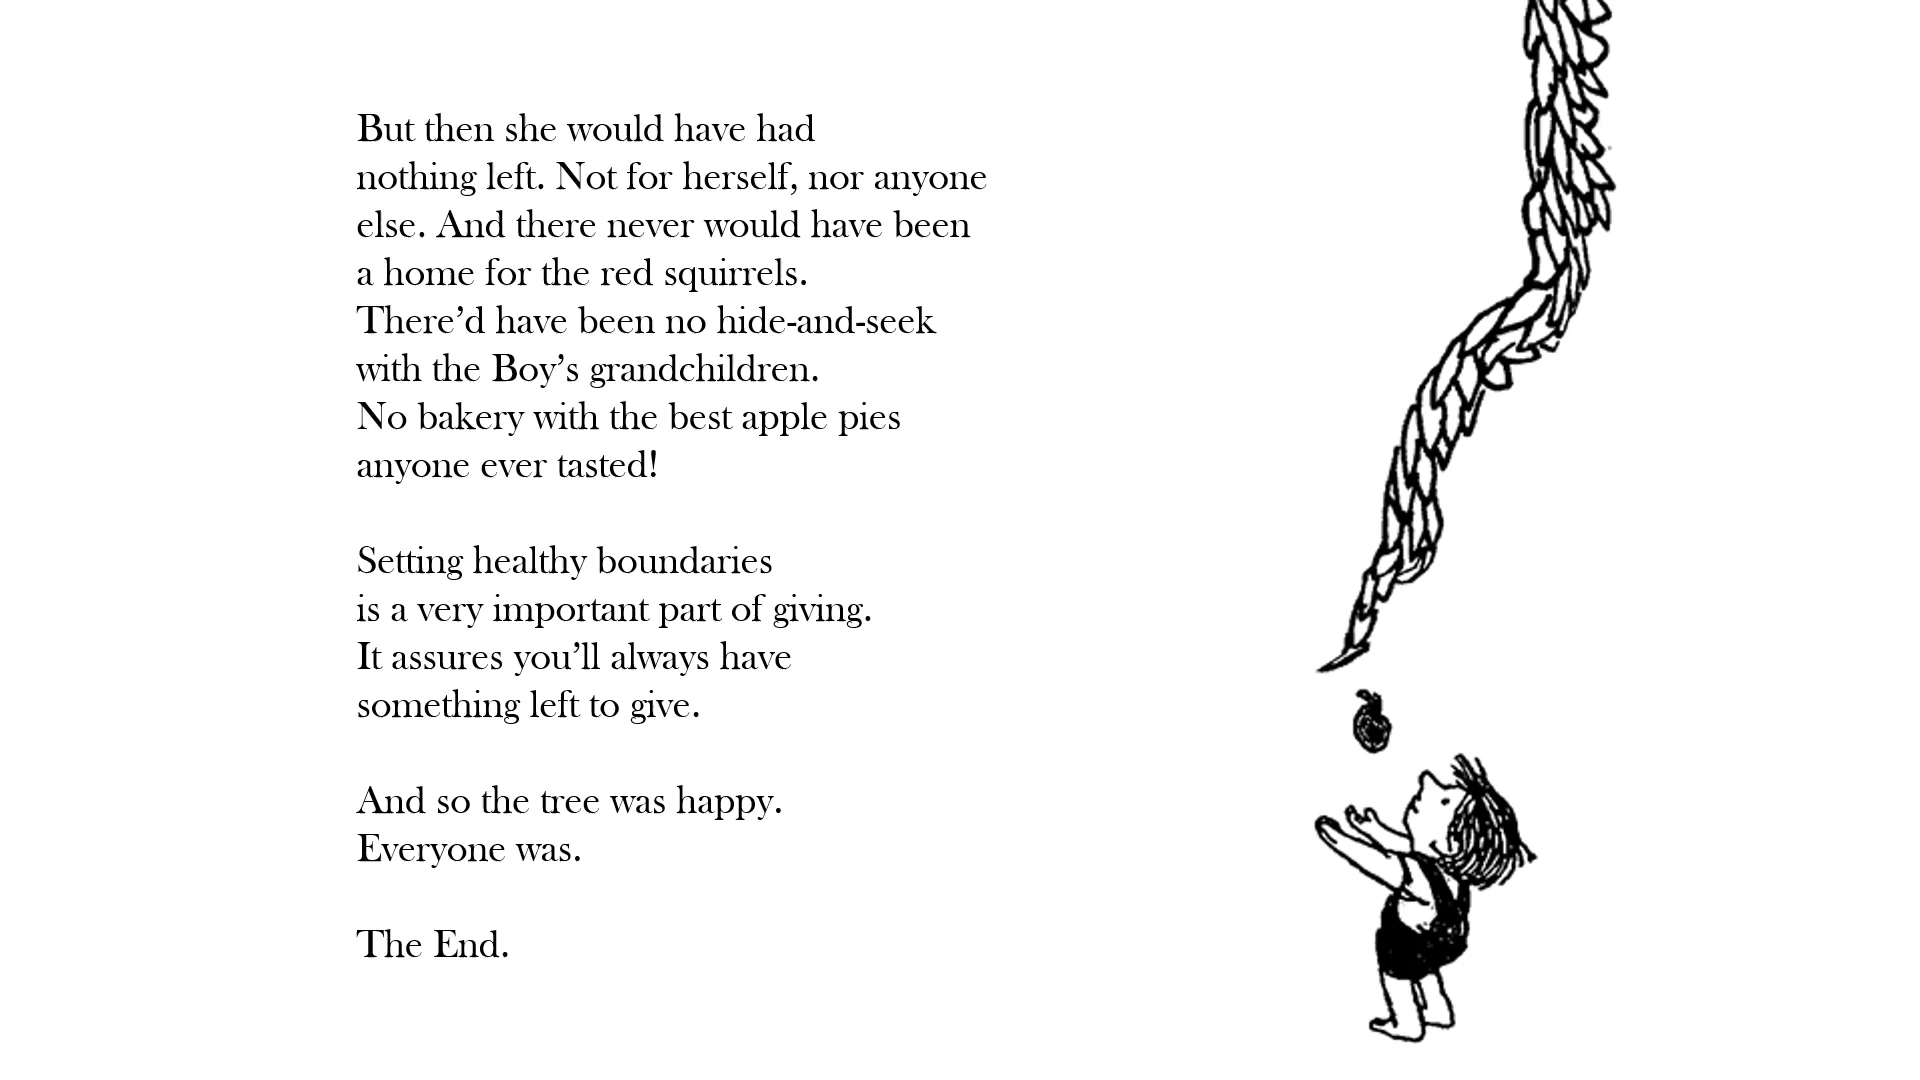 But then she would have had
nothing left. Not for herself, nor anyone
else. And there never would have been
a home for the red squirrels.
There’d have been no hide-and-seek
with the Boy’s grandchildren.
No bakery with the best apple pies
anyone ever tasted!
Setting healthy boundaries
is a very important part of giving.
It assures you’ll always have
something left to give.
And so the tree was happy.
Everyone was.
The End.